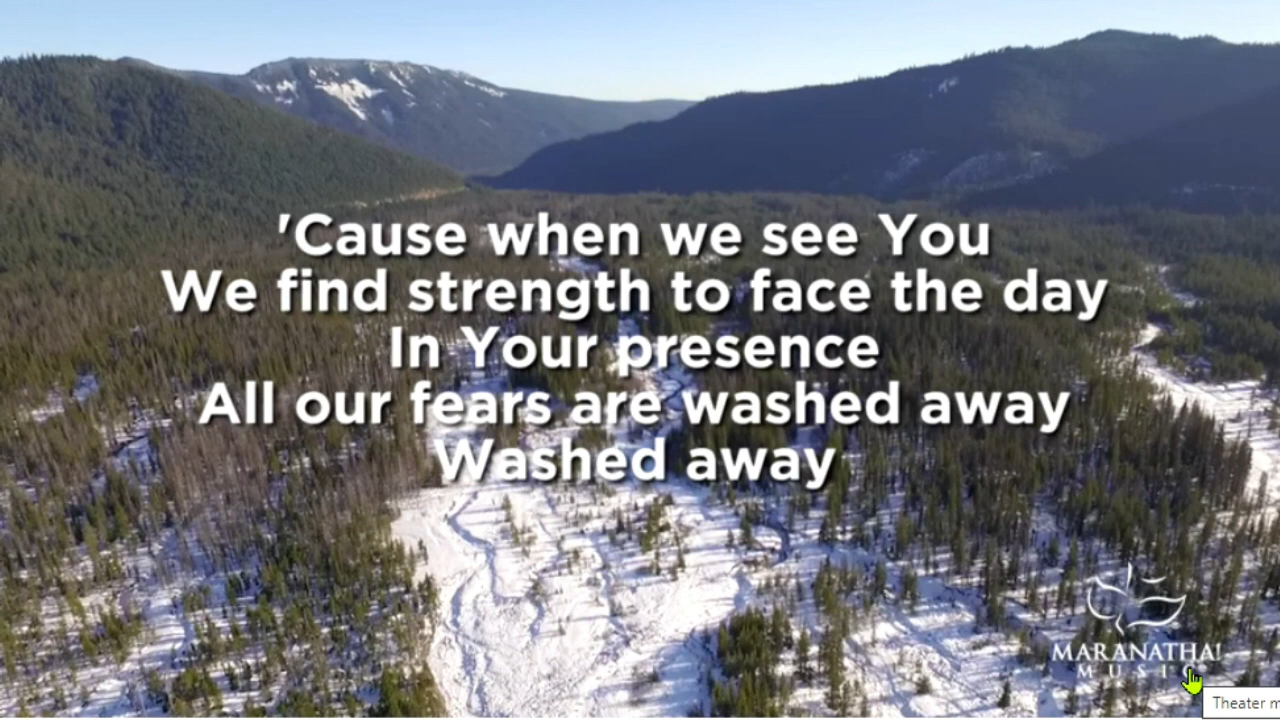 'Cause when we see You
We find strength to face the day
In Your presence
All our fears are washed away
Washed away
MARANATHA!
MUSIC
Theater